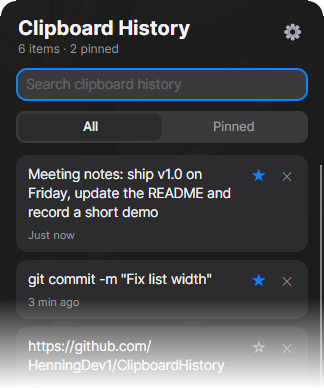 Clipboard History
6 items · 2 pinned
Search clipboard history
All
Pinned
Meeting notes: ship v1.0 on
Friday, update the README and
record a short demo
Just now
git commit -m "Fix list width"
3 min ago
https://github.com/
HenningDev1/ClipboardHistory